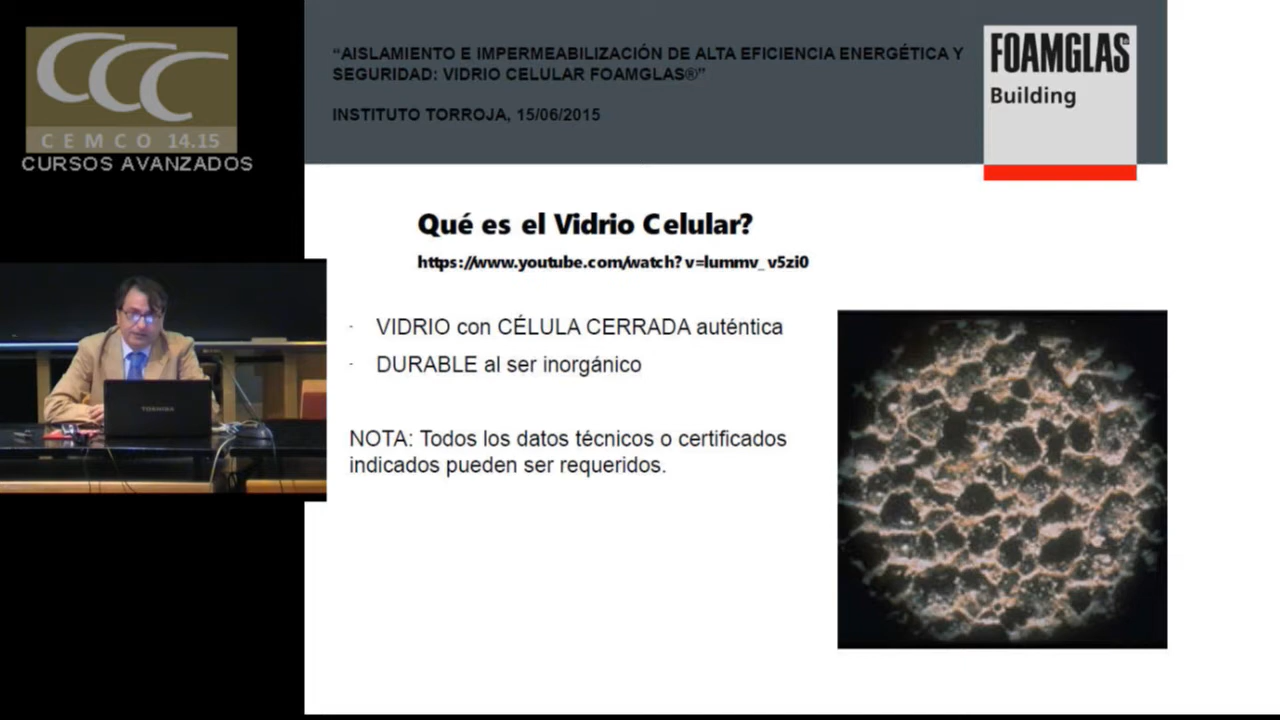 CCC
CEMCO 14.15
CURSOS AVANZADOS
“AISLAMIENTO E IMPERMEABILIZACIÓN DE ALTA EFICIENCIA ENERGÉTICA Y
SEGURIDAD: VIDRIO CELULAR FOAMGLAS®”
INSTITUTO TORROJA, 15/06/2015
FOAMGLAS
Building
Qué es el Vidrio Celular?
https://www.youtube.com/watch?v=lummv_v5zi0
· VIDRIO con CÉLULA CERRADA auténtica
· DURABLE al ser inorgánico
NOTA: Todos los datos técnicos o certificados
indicados pueden ser requeridos.
TOSHIBA